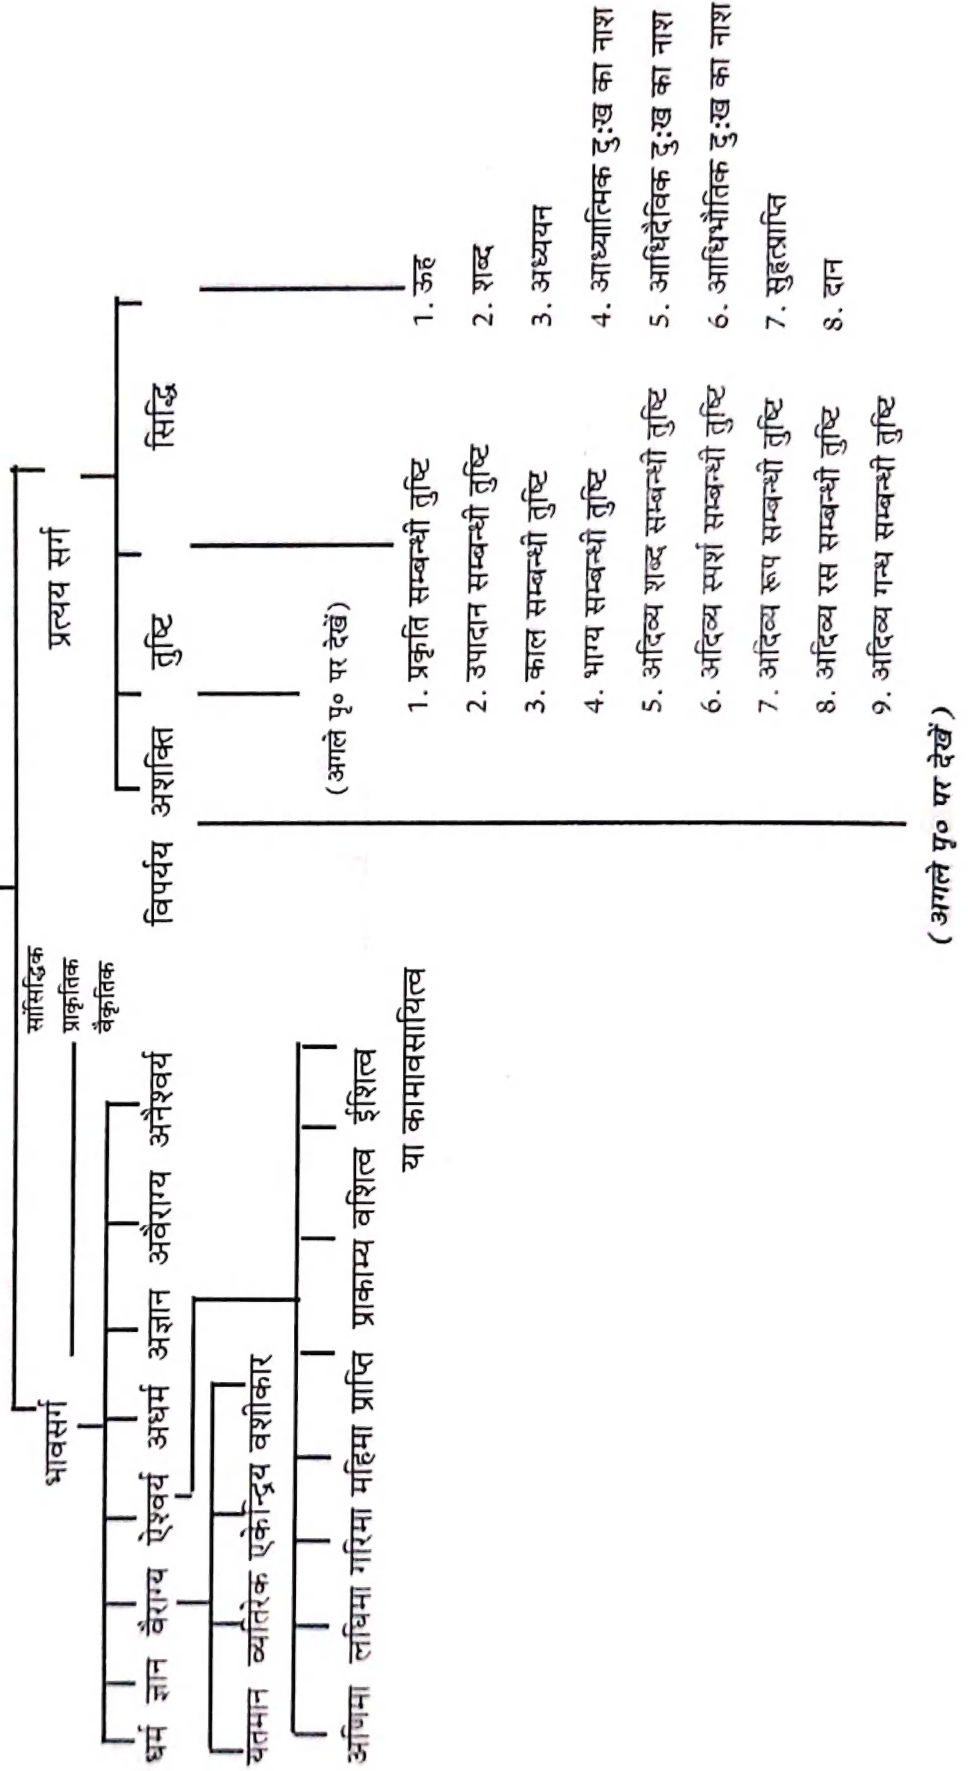 भावसर्ग
सांसिद्धिक
प्राकृतिक
वैकृतिक
प्रत्यय सर्ग
धर्म ज्ञान वैराग्य ऐश्वर्य अधर्म अज्ञान अवैराग्य अनैश्वर्य
विपर्यय अशक्ति तुष्टि सिद्धि
यतमान व्यतिरेक एकेन्द्रिय वशीकार
(अगले पृ० पर देखें)
अणिमा लघिमा गरिमा महिमा प्राप्ति प्राकाम्य वशित्व ईशित्व
या कामावसायित्व
1. प्रकृति सम्बन्धी तुष्टि
2. उपादान सम्बन्धी तुष्टि
3. काल सम्बन्धी तुष्टि
4. भाग्य सम्बन्धी तुष्टि
5. अदिव्य शब्द सम्बन्धी तुष्टि
6. अदिव्य स्पर्श सम्बन्धी तुष्टि
7. अदिव्य रूप सम्बन्धी तुष्टि
8. अदिव्य रस सम्बन्धी तुष्टि
9. अदिव्य गन्ध सम्बन्धी तुष्टि
1. ऊह
2. शब्द
3. अध्ययन
4. आध्यात्मिक दुःख का नाश
5. आधिदैविक दुःख का नाश
6. आधिभौतिक दुःख का नाश
7. सुहृत्प्राप्ति
8. दान
(अगले पृ० पर देखें)